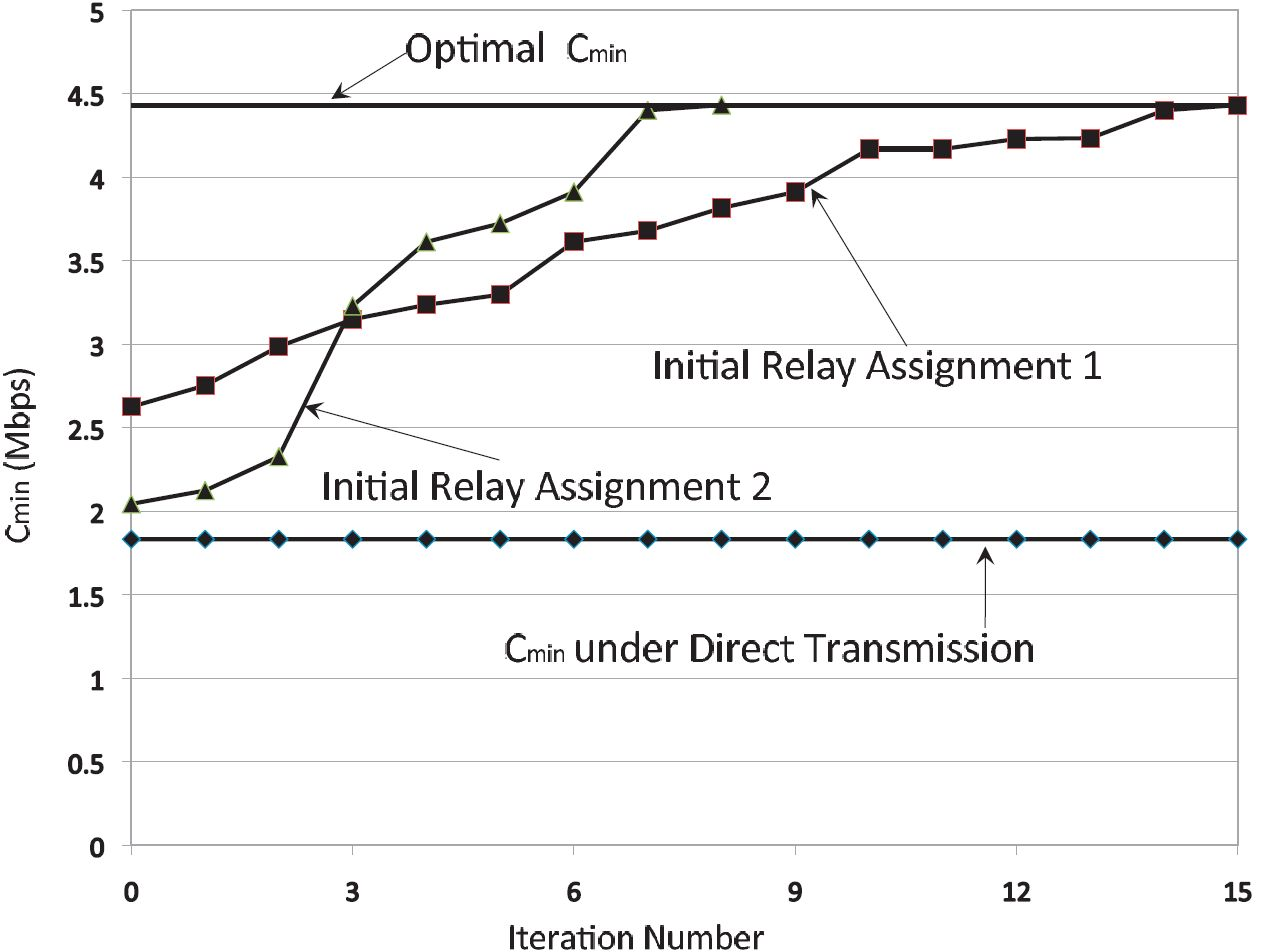 5
Optimal Cmin
4.5
4
3.5
3
Initial Relay Assignment 1
2.5
Initial Relay Assignment 2
2
1.5
Cmin under Direct Transmission
1
0.5
0
Cmin (Mbps)
0 3 6 9 12 15
Iteration Number